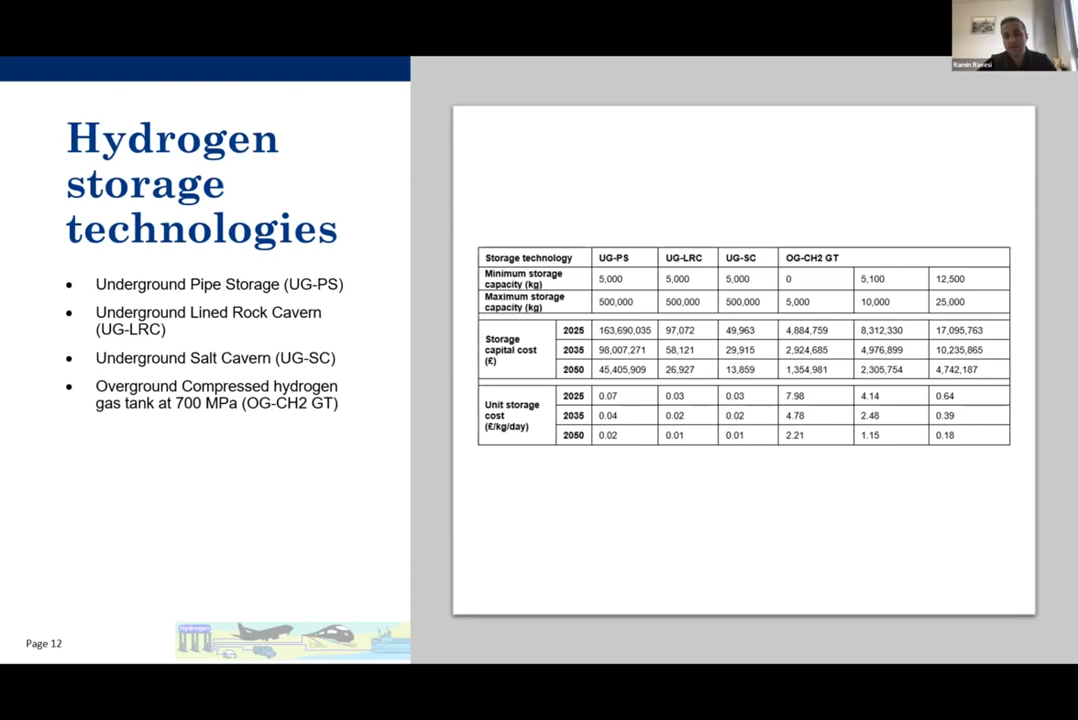 Ramin Raeesi
Hydrogen
storage
technologies
• Underground Pipe Storage (UG-PS)
• Underground Lined Rock Cavern
(UG-LRC)
• Underground Salt Cavern (UG-SC)
• Overground Compressed hydrogen
gas tank at 700 MPa (OG-CH2 GT)
Storage technology UG-PS UG-LRC UG-SC OG-CH2 GT
Minimum storage
capacity (kg) 5,000 5,000 5,000 0 5,100 12,500
Maximum storage
capacity (kg) 500,000 500,000 500,000 5,000 10,000 25,000
Storage
capital cost
(£)
2025 163,690,035 97,072 49,963 4,884,759 8,312,330 17,095,763
2035 98,007,271 58,121 29,915 2,924,685 4,976,899 10,235,865
2050 45,405,909 26,927 13,859 1,354,981 2,305,754 4,742,187
Unit storage
cost
(£/kg/day)
2025 0.07 0.03 0.03 7.98 4.14 0.64
2035 0.04 0.02 0.02 4.78 2.48 0.39
2050 0.02 0.01 0.01 2.21 1.15 0.18
Hydrogen
Page 12